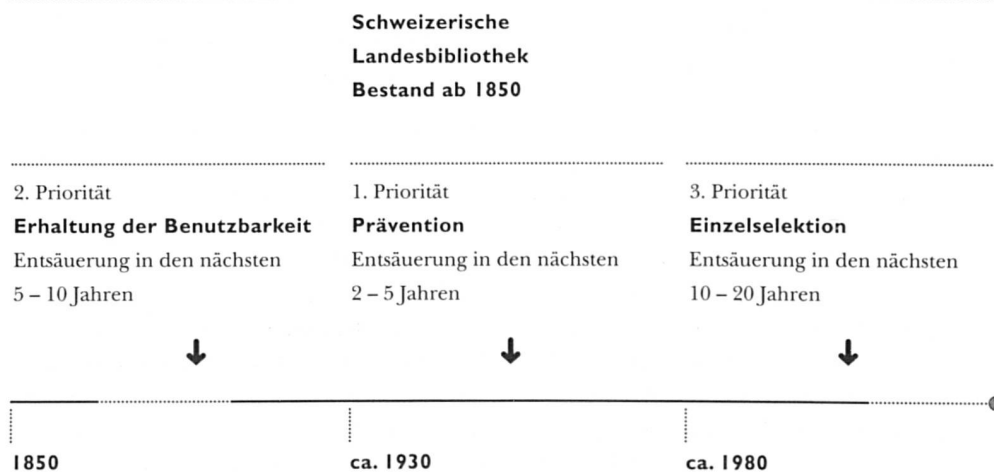 Schweizerische
Landesbibliothek
Bestand ab 1850
2. Priorität
Erhaltung der Benutzbarkeit
Entsäuerung in den nächsten
5 – 10 Jahren
1. Priorität
Prävention
Entsäuerung in den nächsten
2 – 5 Jahren
3. Priorität
Einzelselektion
Entsäuerung in den nächsten
10 – 20 Jahren
1850
ca. 1930
ca. 1980